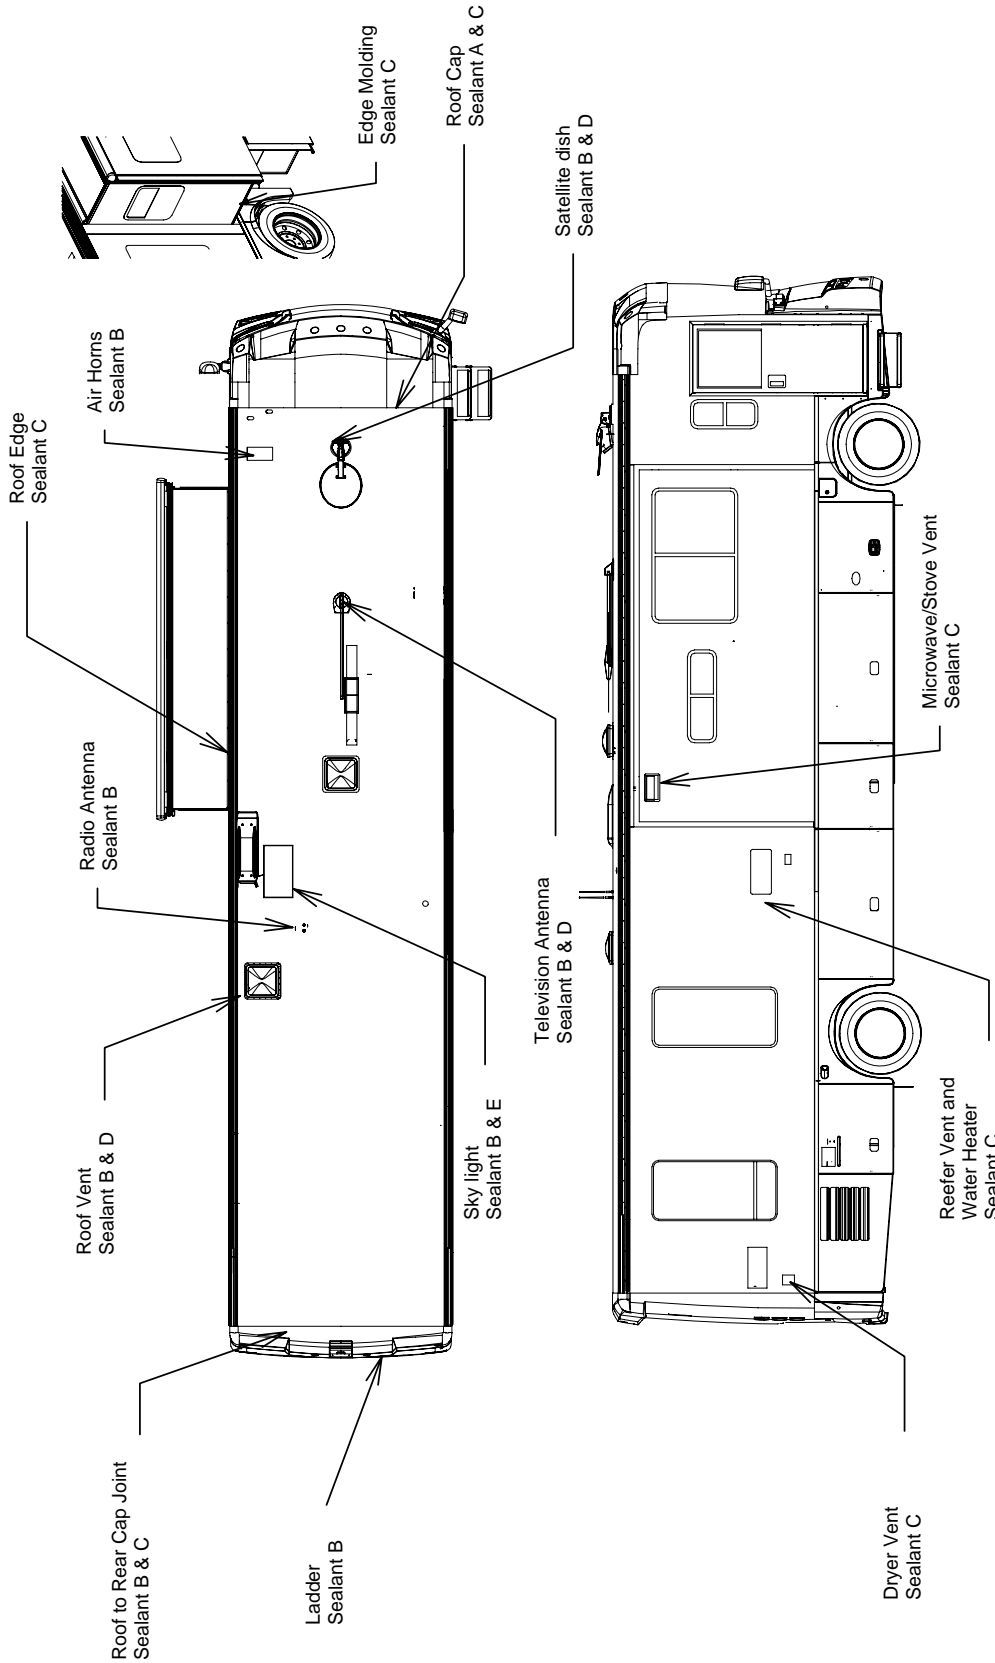 Roof to Rear Cap Joint
Sealant B & C
Roof Vent
Sealant B & D
Radio Antenna
Sealant B
Roof Edge
Sealant C
Air Horns
Sealant B
Edge Molding
Sealant C
Roof Cap
Sealant A & C
Ladder
Sealant B
Sky light
Sealant B & E
Television Antenna
Sealant B & D
Satellite dish
Sealant B & D
Dryer Vent
Sealant C
Reefer Vent and
Water Heater
Sealant C
Microwave/Stove Vent
Sealant C